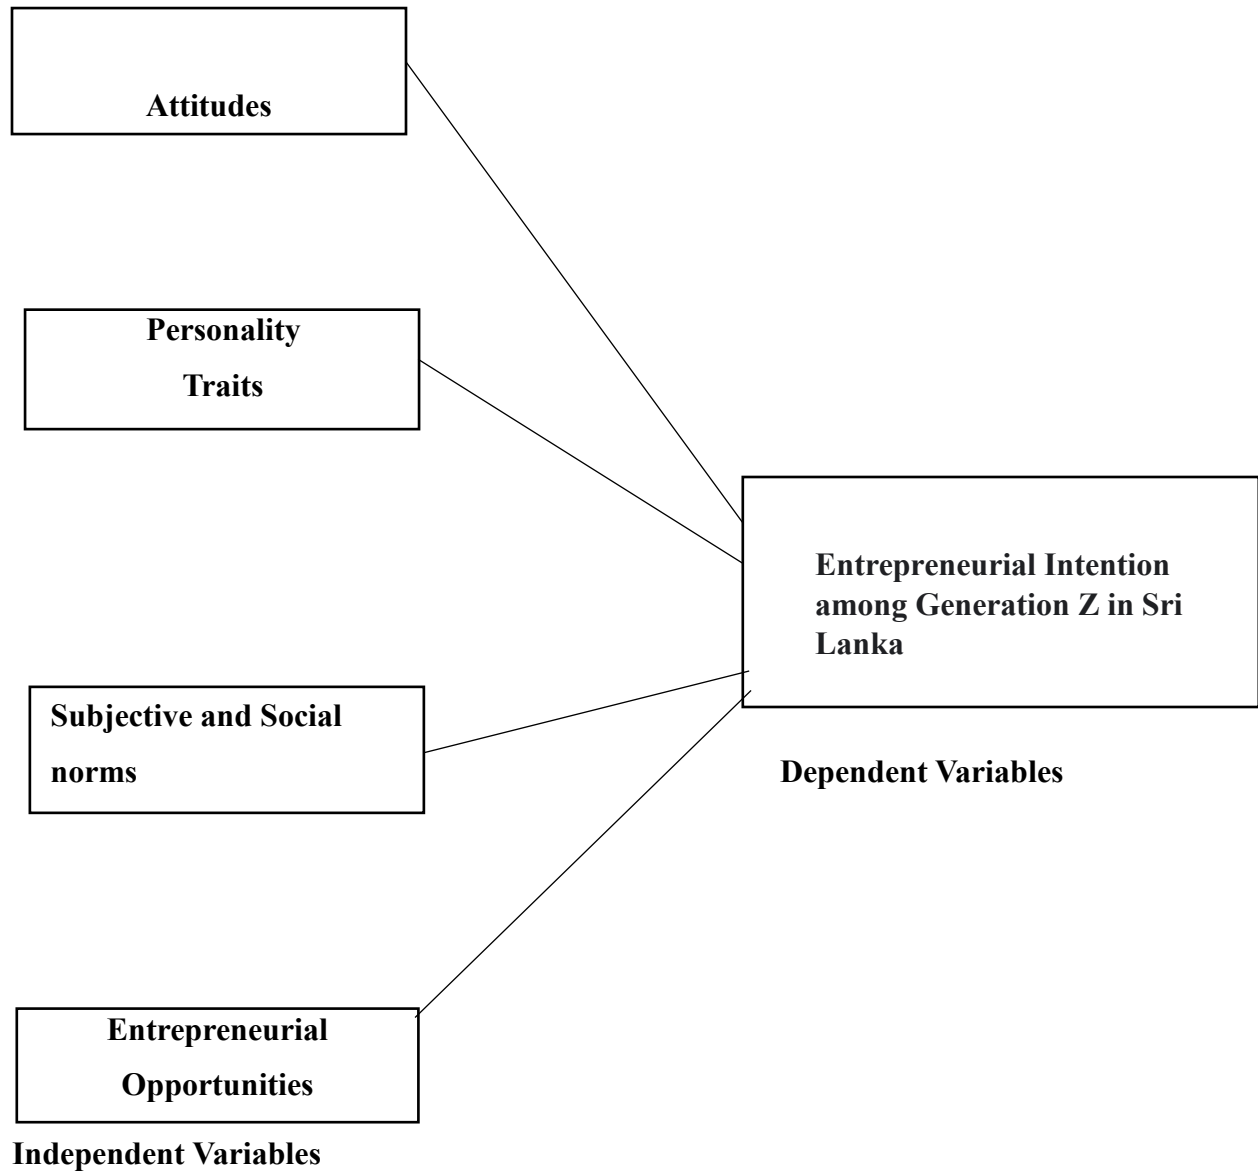 Attitudes
Personality
Traits
Entrepreneurial Intention
among Generation Z in Sri
Lanka
Subjective and Social
norms
Dependent Variables
Entrepreneurial
Opportunities
Independent Variables